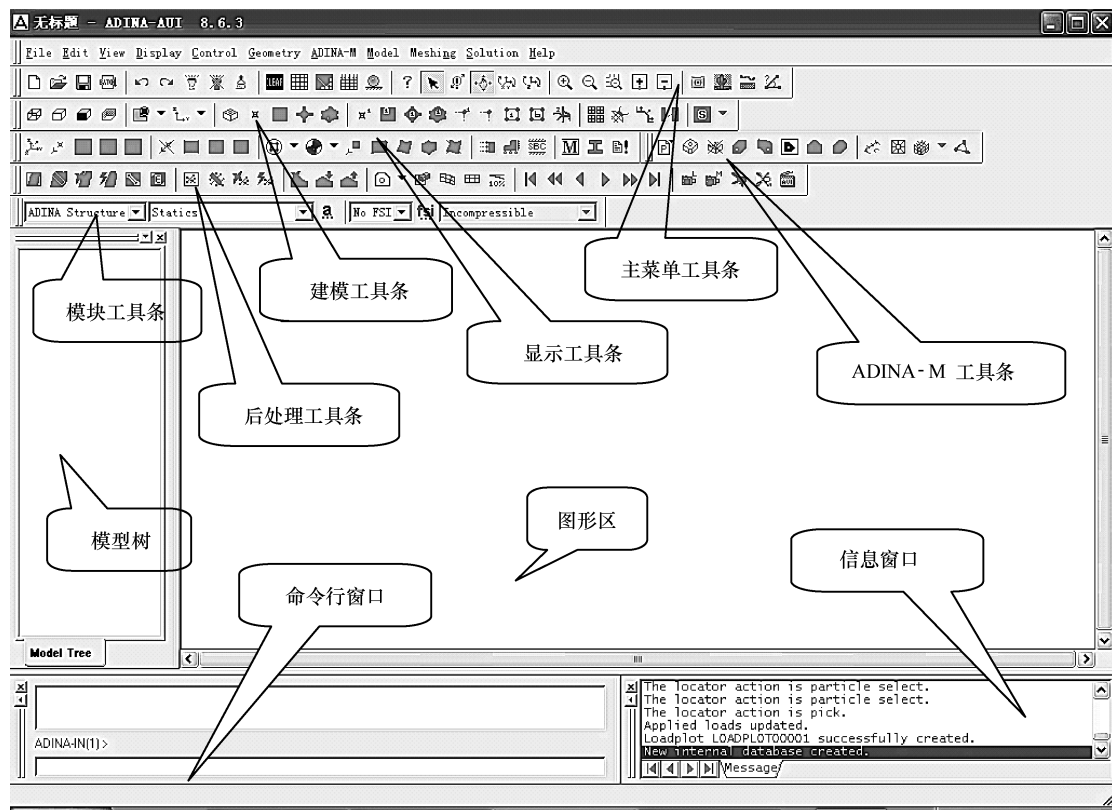 无标题 - ADINA-AUI 8.6.3
File Edit View Display Control Geometry ADINA-M Model Meshing Solution Help
ADINA Structure Statics a No FSI fsi Incompressible
主菜单工具条
建模工具条
模块工具条
显示工具条
ADINA-M 工具条
后处理工具条
图形区
模型树
信息窗口
命令行窗口
Model Tree
The locator action is particle select.
The locator action is particle select.
The locator action is pick.
Applied loads updated.
Loadplot LOADPLOT00001 successfully created.
New internal database created.
ADINA-IN(1)>
Message